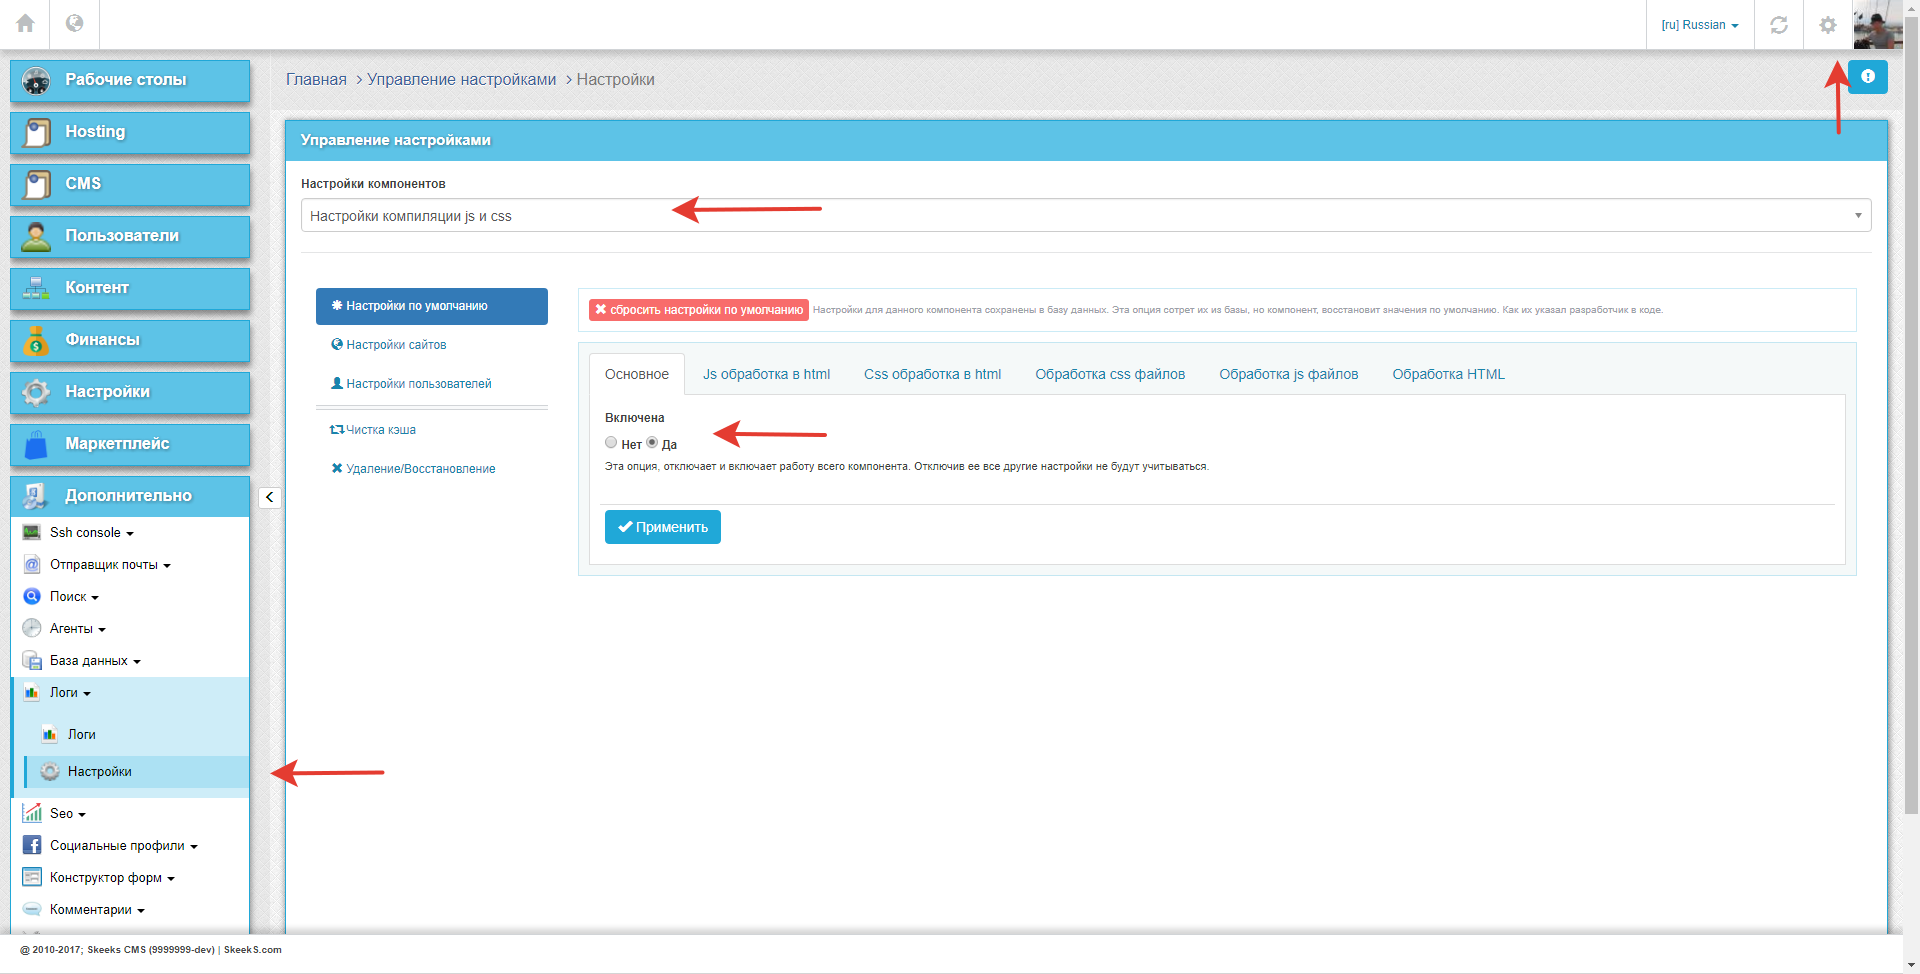 [ru] Russian
Рабочие столы
Hosting
CMS
Пользователи
Контент
Финансы
Настройки
Маркетплейс
Дополнительно
Ssh console
Отправщик почты
Поиск
Агенты
База данных
Логи
Логи
Настройки
Seo
Социальные профили
Конструктор форм
Комментарии
Главная > Управление настройками > Настройки
Управление настройками
Настройки компонентов
Настройки компиляции js и css
Настройки по умолчанию
Настройки сайтов
Настройки пользователей
Чистка кэша
Удаление/Восстановление
сбросить настройки по умолчанию Настройки для данного компонента сохранены в базу данных. Эта опция сотрет их из базы, но компонент, восстановит значения по умолчанию. Как их указал разработчик в коде.
Основное Js обработка в html Css обработка в html Обработка css файлов Обработка js файлов Обработка HTML
Включена
Нет Да
Эта опция, отключает и включает работу всего компонента. Отключив ее все другие настройки не будут учитываться.
Применить
@ 2010-2017; Skeeks CMS (9999999-dev) | SkeekS.com